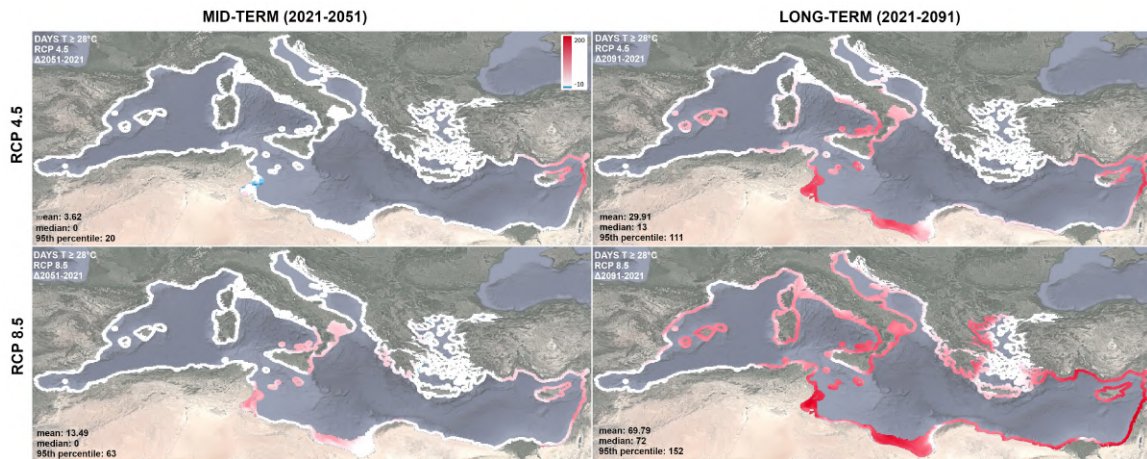 MID-TERM (2021-2051)
LONG-TERM (2021-2091)
RCP 4.5
DAYS T ≥ 28°C
RCP 4.5
Δ2051-2021
200
-16
mean: 3.62
median: 0
95th percentile: 20
DAYS T ≥ 28°C
RCP 4.5
Δ2091-2021
mean: 29.91
median: 13
95th percentile: 111
RCP 8.5
DAYS T ≥ 28°C
RCP 8.5
Δ2051-2021
mean: 13.49
median: 0
95th percentile: 63
DAYS T ≥ 28°C
RCP 8.5
Δ2091-2021
mean: 69.79
median: 72
95th percentile: 152